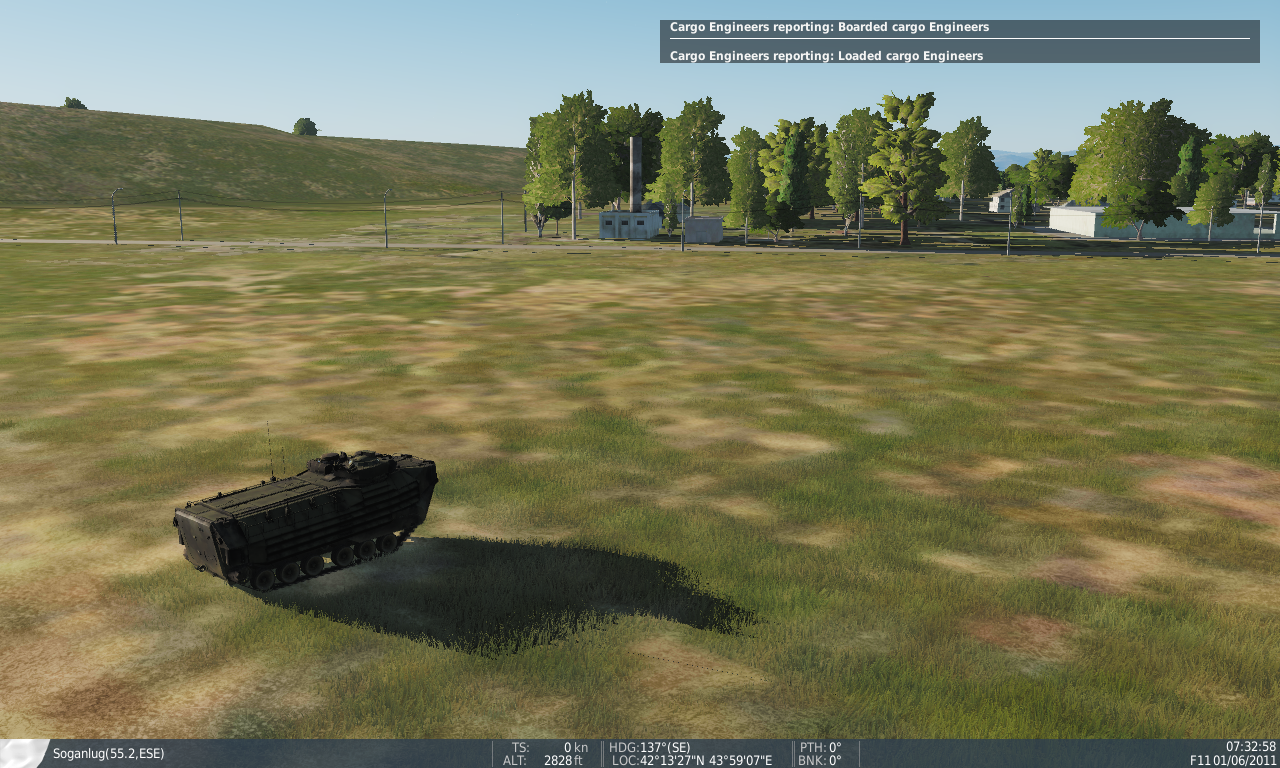 Cargo Engineers reporting: Boarded cargo Engineers
Cargo Engineers reporting: Loaded cargo Engineers
Soganlug(55.2,ESE)
TS: 0 kn
ALT: 2828 ft
HDG:137°(SE)
LOC:42°13'27"N 43°59'07"E
PTH: 0°
BNK: 0°
07:32:58
F11 01/06/2011